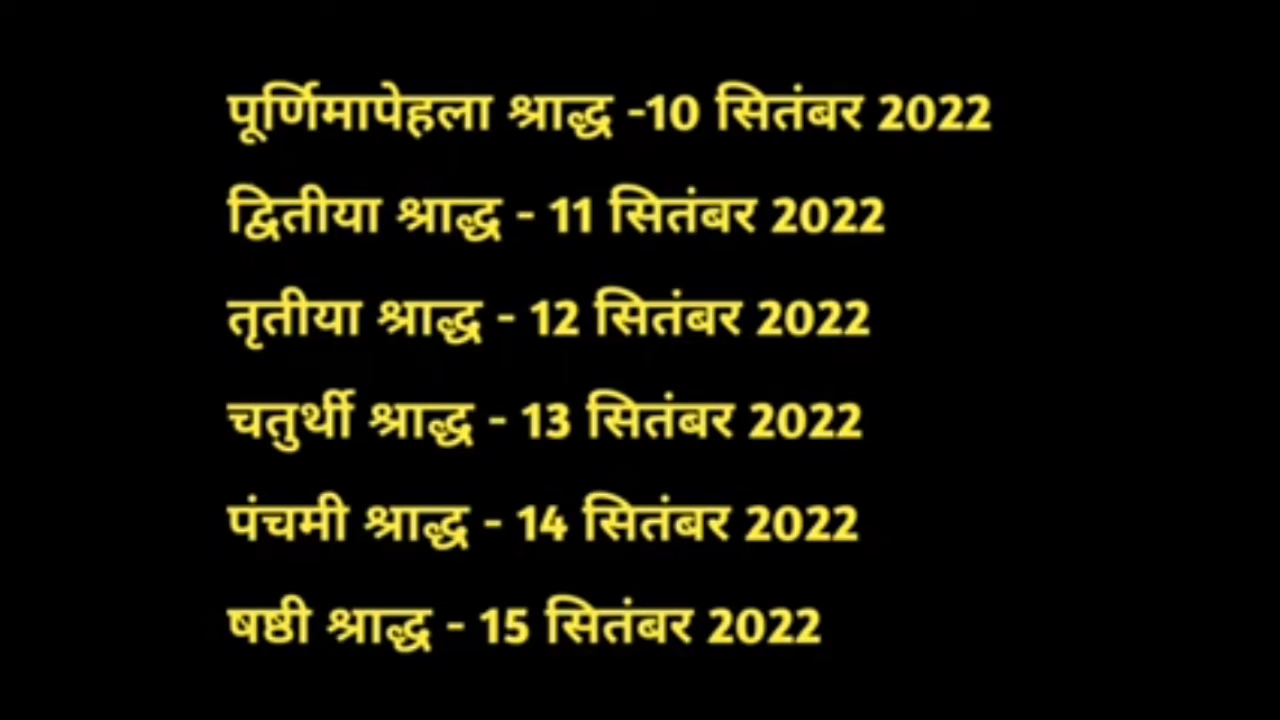 पूर्णिमापेहला श्राद्ध -10 सितंबर 2022
द्वितीया श्राद्ध - 11 सितंबर 2022
तृतीया श्राद्ध - 12 सितंबर 2022
चतुर्थी श्राद्ध - 13 सितंबर 2022
पंचमी श्राद्ध - 14 सितंबर 2022
षष्ठी श्राद्ध - 15 सितंबर 2022